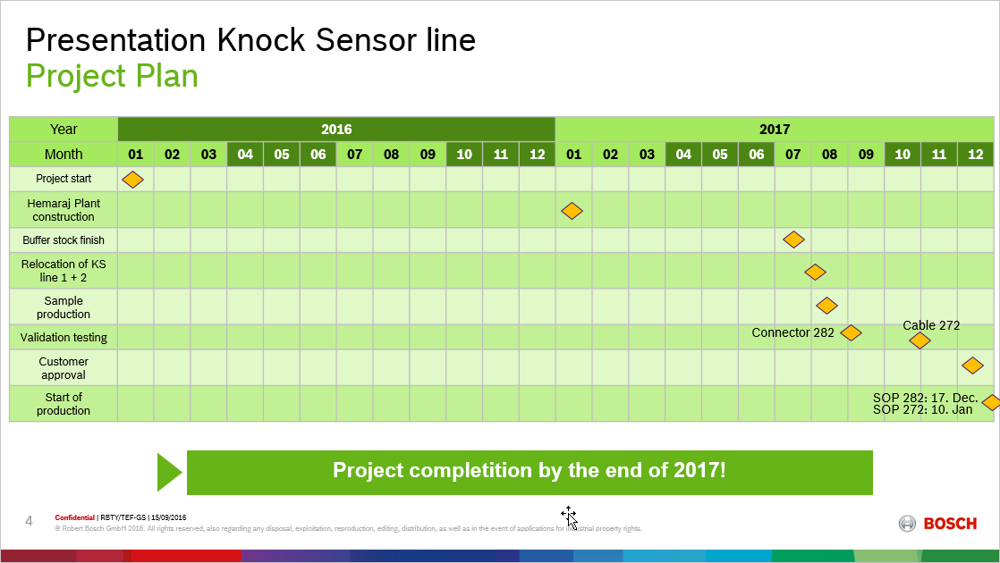 Presentation Knock Sensor line
Project Plan
Year 2016 2017
Month 01 02 03 04 05 06 07 08 09 10 11 12 01 02 03 04 05 06 07 08 09 10 11 12
Project start
Hemaraj Plant
construction
Buffer stock finish
Relocation of KS
line 1 + 2
Sample
production
Cable 272
Validation testing Connector 282
Customer
approval
Start of
production
SOP 282: 17. Dec.
SOP 272: 10. Jan
Project completition by the end of 2017!
4
Confidential | RBTY/TEF-GS | 15/09/2016
® Robert Bosch GmbH 2016. All rights reserved, also regarding any disposal, exploitation, reproduction, editing, distribution, as well as in the event of applications for industrial property rights.
BOSCH